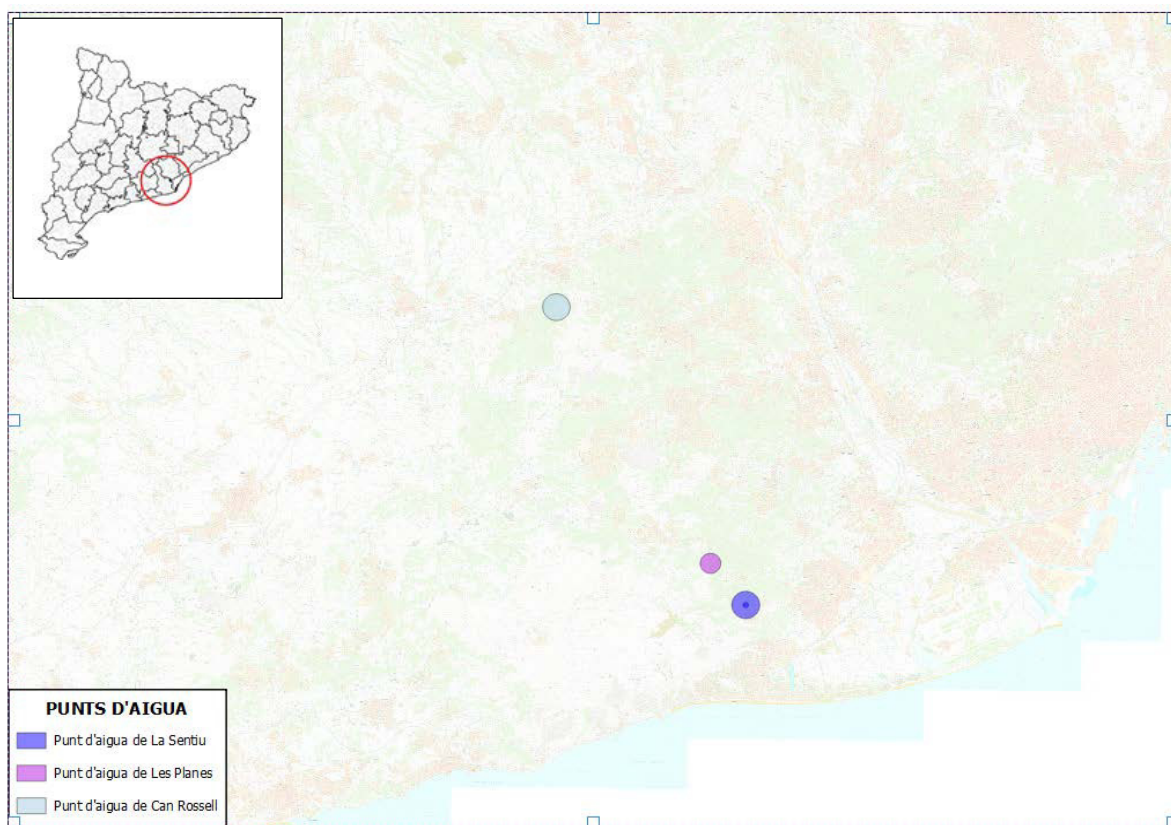 PUNTS D'AIGUA
Punt d'aigua de La Sentiu
Punt d'aigua de Les Planes
Punt d'aigua de Can Rossell